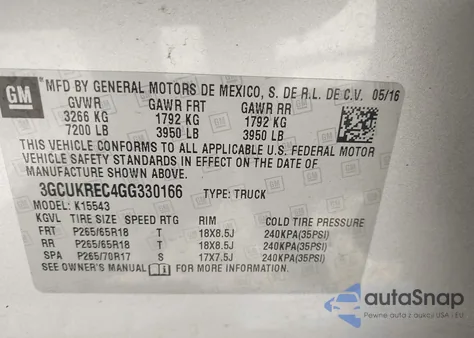 GM
MFD BY GENERAL MOTORS DE MEXICO, S. DE R.L. DE C.V. 05/16
GVWR GAWR FRT GAWR RR
3266 KG 1792 KG 1792 KG
7200 LB 3950 LB 3950 LB
THIS VEHICLE CONFORMS TO ALL APPLICABLE U.S. FEDERAL MOTOR
VEHICLE SAFETY STANDARDS IN EFFECT ON THE DATE OF
MANUFACTURE SHOWN ABOVE.
3GCUKREC4GG330166 TYPE: TRUCK
MODEL: K15543
KGVL TIRE SIZE SPEED RTG RIM COLD TIRE PRESSURE
FRT P265/65R18 T 18X8.5J 240KPA(35PSI)
RR P265/65R18 T 18X8.5J 240KPA(35PSI)
SPA P265/70R17 S 17X7.5J 240KPA(35PSI)
SEE OWNER'S MANUAL FOR MORE INFORMATION.
autoSnap
Pewne auta z aukcji USA i EU